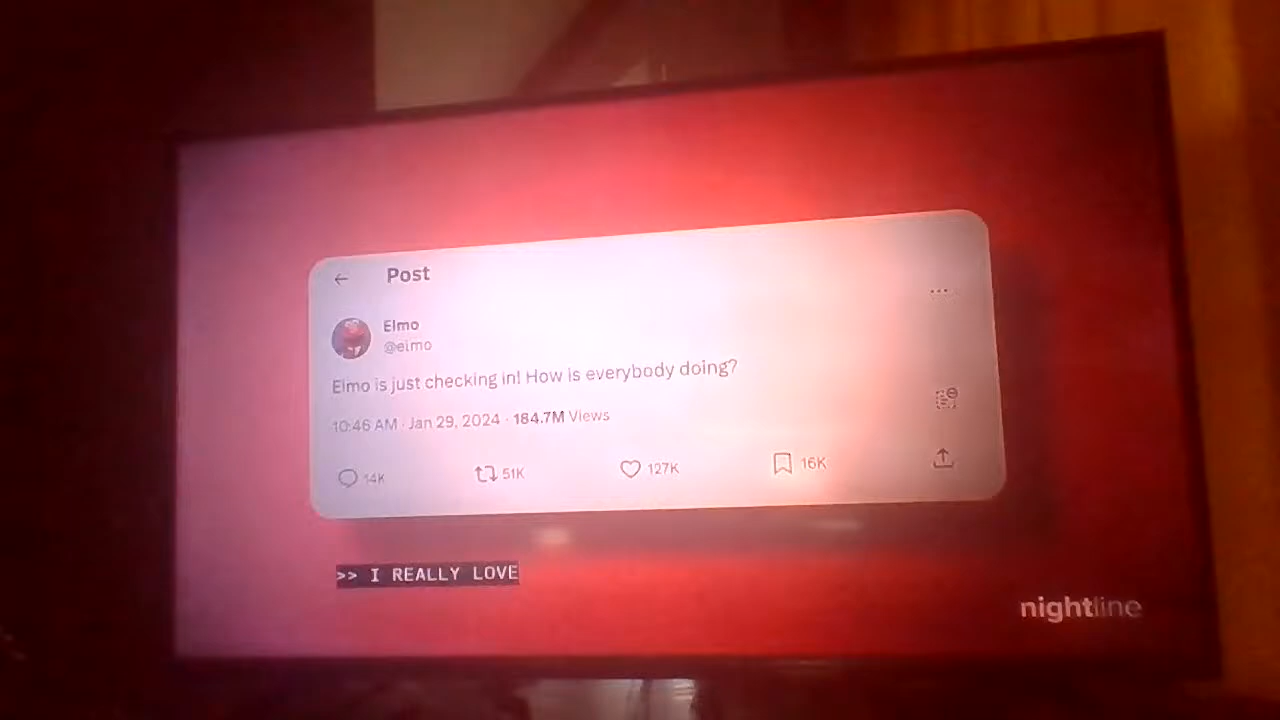 Post
Elmo
@elmo
Elmo is just checking in! How is everybody doing?
10:46 AM · Jan 29, 2024 · 184.7M Views
14K 51K 127K 16K
>> I REALLY LOVE
nightline